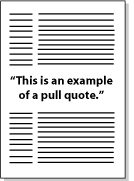 “This is an example
of a pull quote.”